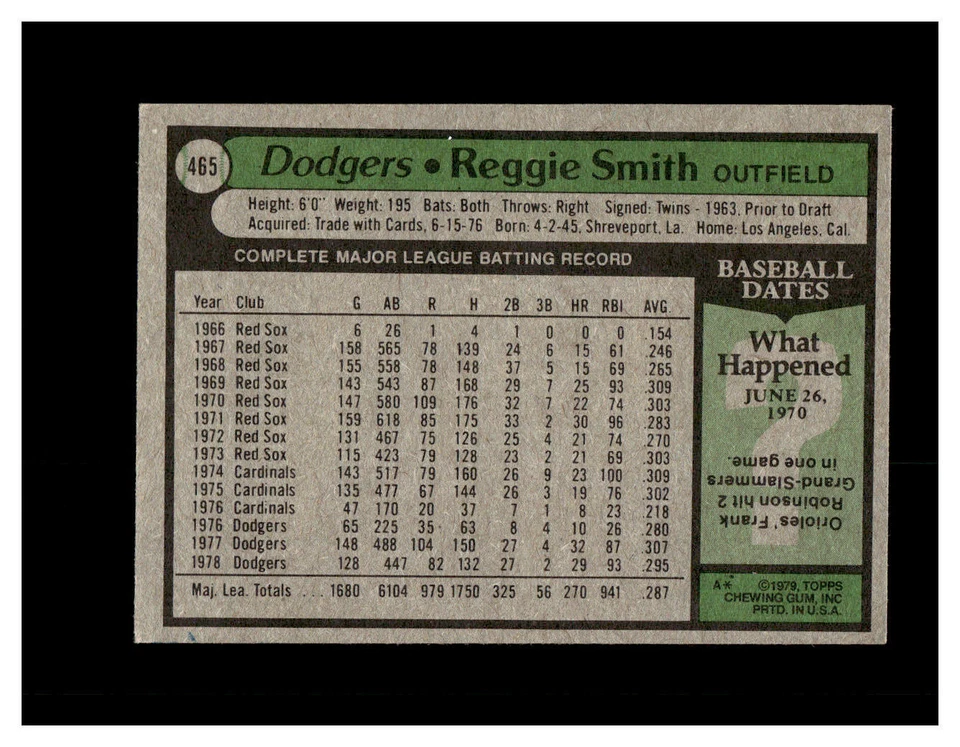 465
Dodgers • Reggie Smith OUTFIELD
Height: 6'0" Weight: 195 Bats: Both Throws: Right Signed: Twins - 1963, Prior to Draft
Acquired: Trade with Cards, 6-15-76 Born: 4-2-45, Shreveport, La. Home: Los Angeles, Cal.
COMPLETE MAJOR LEAGUE BATTING RECORD
Year Club G AB R H 2B 3B HR RBI AVG.
1966 Red Sox 6 26 1 4 1 0 0 0 .154
1967 Red Sox 158 565 78 139 24 6 15 61 .246
1968 Red Sox 155 558 78 148 37 5 15 69 .265
1969 Red Sox 143 543 87 168 29 7 25 93 .309
1970 Red Sox 147 580 109 176 32 7 22 74 .303
1971 Red Sox 159 618 85 175 33 2 30 96 .283
1972 Red Sox 131 467 75 126 25 4 21 74 .270
1973 Red Sox 115 423 79 128 23 2 21 69 .303
1974 Cardinals 143 517 79 160 26 9 23 100 .309
1975 Cardinals 135 477 67 144 26 3 19 76 .302
1976 Cardinals 47 170 20 37 7 1 8 23 .218
1976 Dodgers 65 225 35 63 8 4 10 26 .280
1977 Dodgers 148 488 104 150 27 4 32 87 .307
1978 Dodgers 128 447 82 132 27 2 29 93 .295
Maj. Lea. Totals ... 1680 6104 979 1750 325 56 270 941 .287
BASEBALL
DATES
What
Happened
JUNE 26,
1970
Orioles' Frank
Robinson hit 2
Grand-Slammers
in one game.
A* ©1979, TOPPS
CHEWING GUM, INC
PRTD. IN U.S.A.